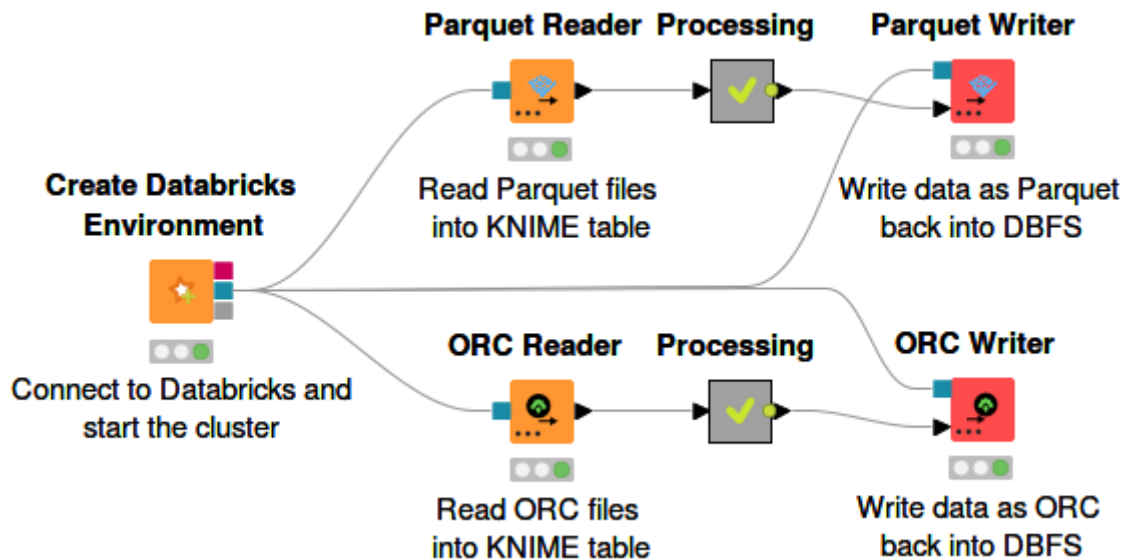 Parquet Reader
Processing
Parquet Writer
Read Parquet files
into KNIME table
Write data as Parquet
back into DBFS
Create Databricks
Environment
Connect to Databricks and
start the cluster
ORC Reader
Processing
ORC Writer
Read ORC files
into KNIME table
Write data as ORC
back into DBFS